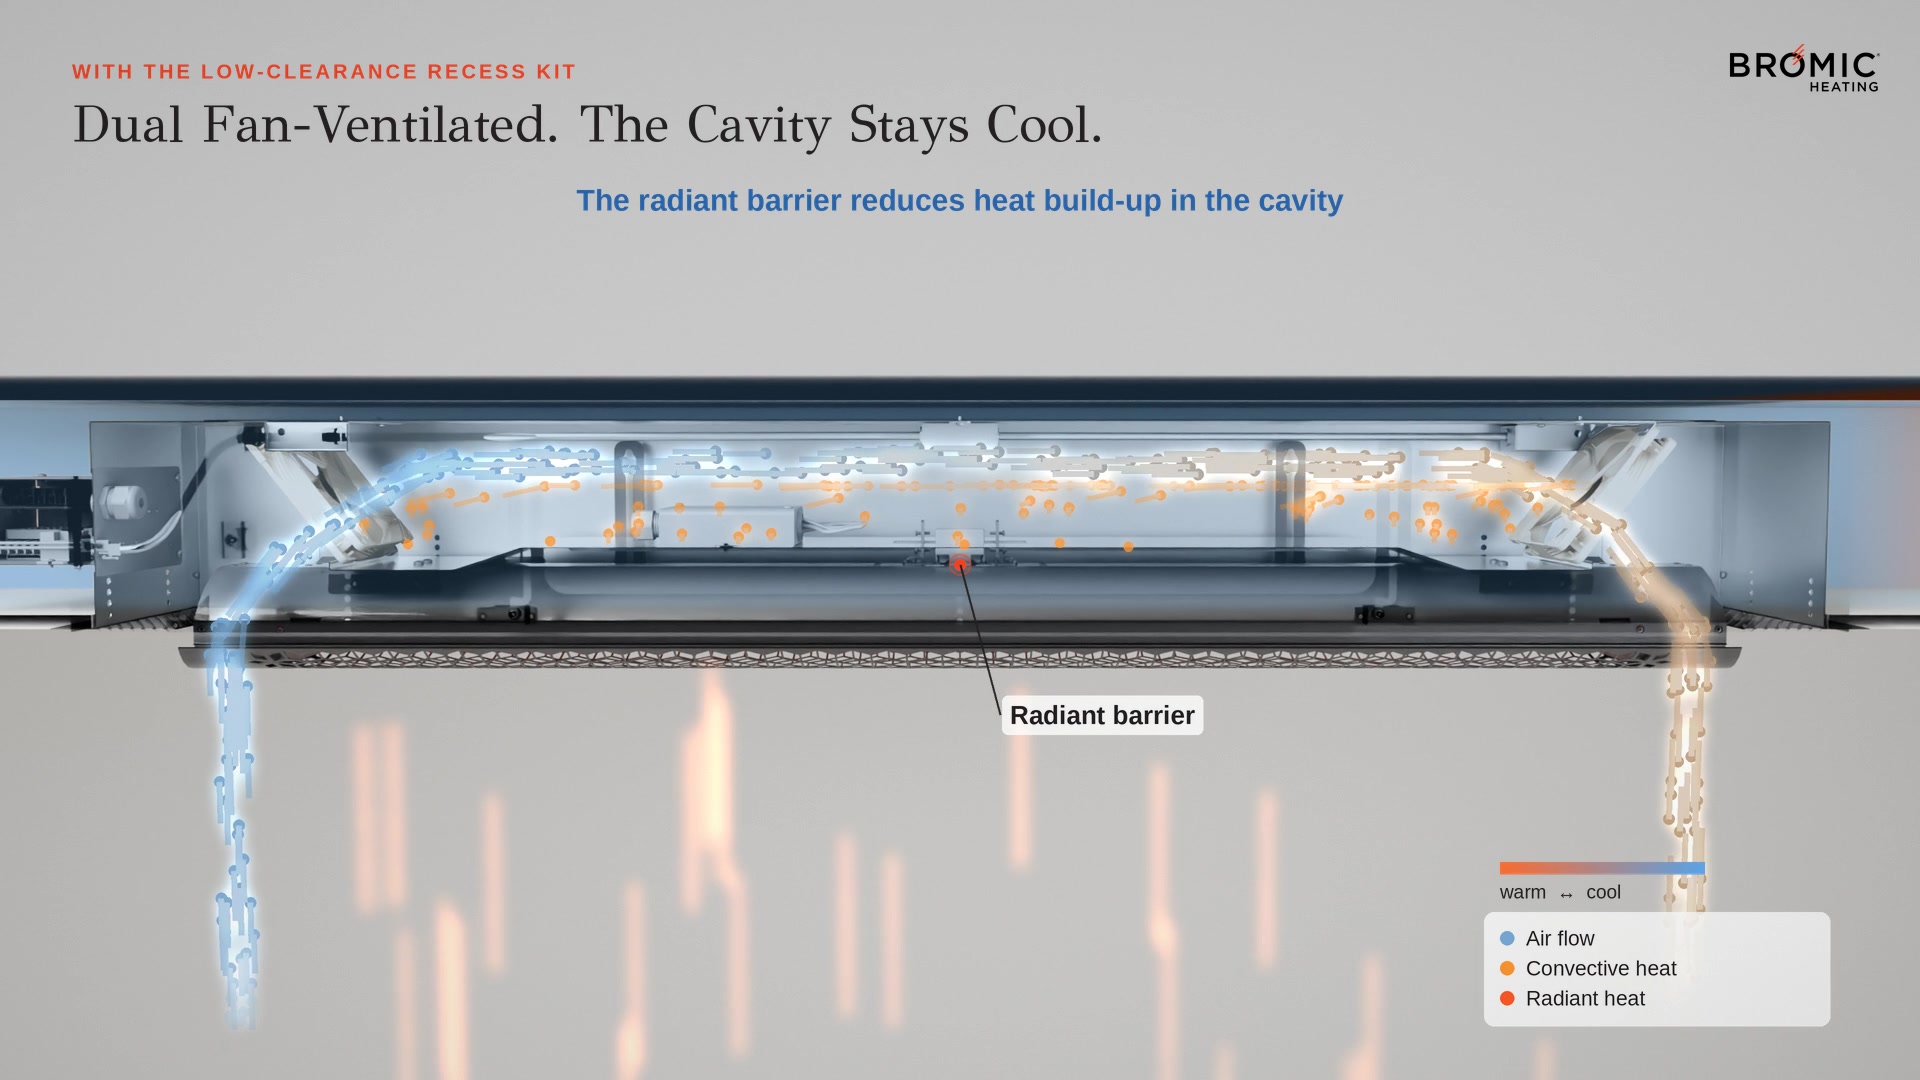 WITH THE LOW-CLEARANCE RECESS KIT
Dual Fan-Ventilated. The Cavity Stays Cool.
BROMIC
HEATING
The radiant barrier reduces heat build-up in the cavity
Radiant barrier
warm ↔ cool
Air flow
Convective heat
Radiant heat